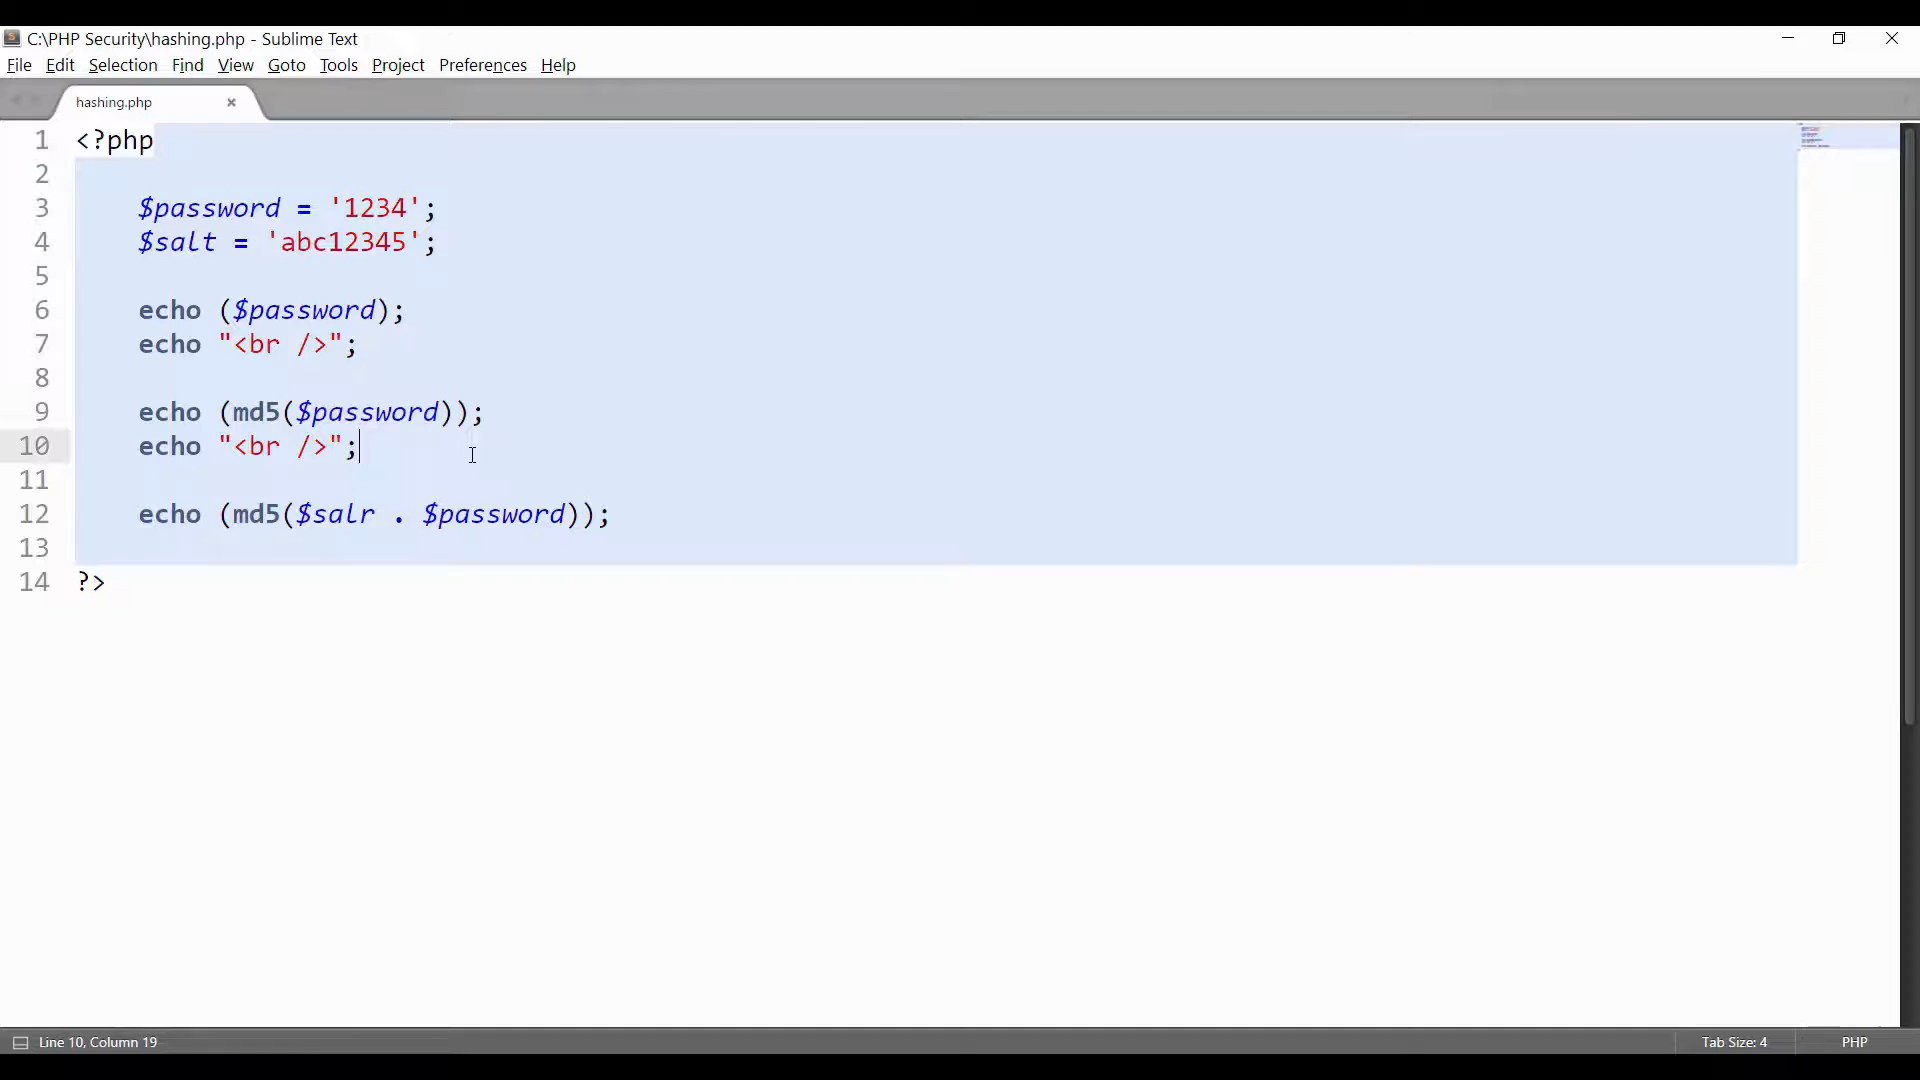 C:\PHP Security\hashing.php - Sublime Text
File Edit Selection Find View Goto Tools Project Preferences Help
hashing.php
1 <?php
2
3 $password = '1234';
4 $salt = 'abc12345';
5
6 echo ($password);
7 echo "<br />";
8
9 echo (md5($password));
10 echo "<br />";
11
12 echo (md5($salr . $password));
13
14 ?>
Line 10, Column 19 Tab Size: 4 PHP